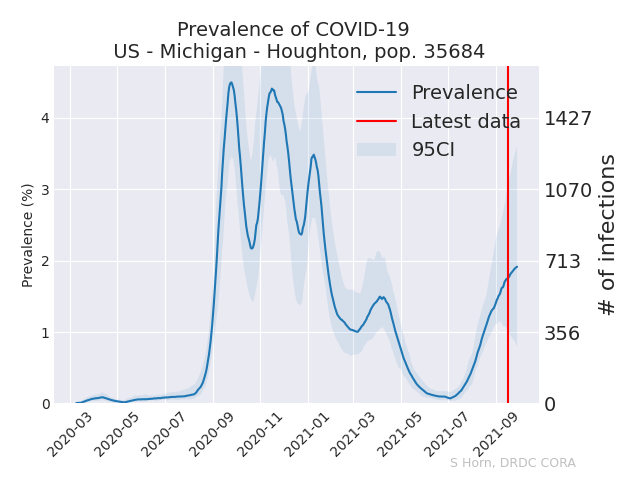 Prevalence of COVID-19
US - Michigan - Houghton, pop. 35684
Prevalence
Latest data
95CI
Prevalence (%)
4
3
2
1
0
1427
1070
713
356
0
# of infections
2020-03
2020-05
2020-07
2020-09
2020-11
2021-01
2021-03
2021-05
2021-07
2021-09
S Horn, DRDC CORA